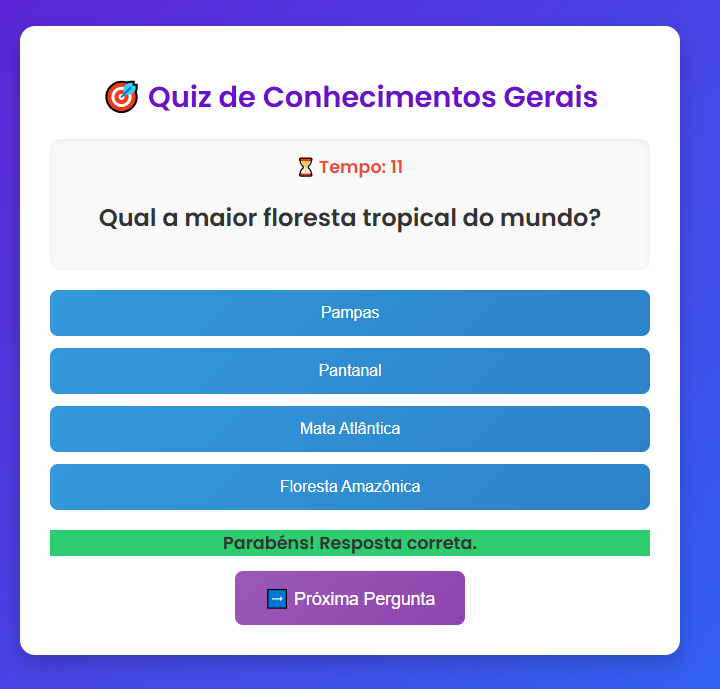 🎯 Quiz de Conhecimentos Gerais
⏳ Tempo: 11
Qual a maior floresta tropical do mundo?
Pampas
Pantanal
Mata Atlântica
Floresta Amazônica
Parabéns! Resposta correta.
➡️ Próxima Pergunta